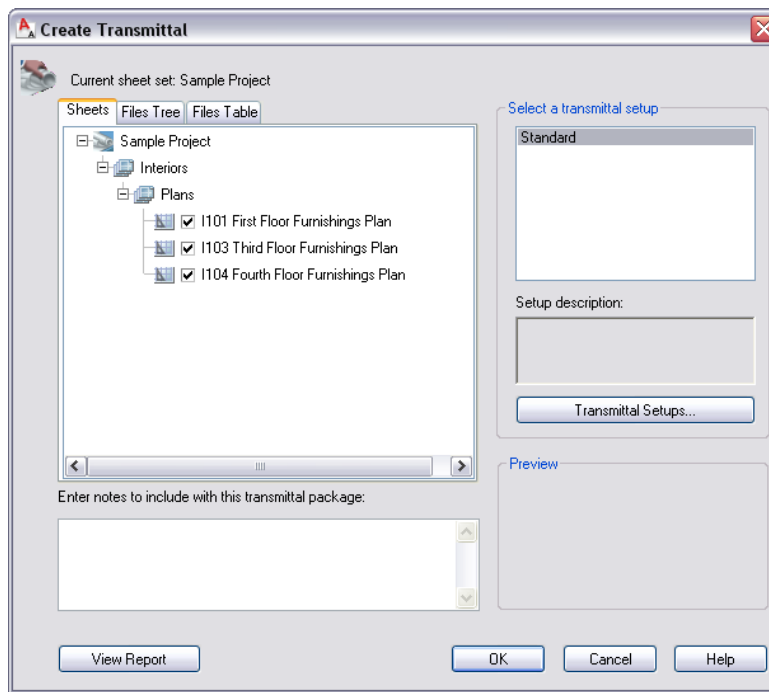 Create Transmittal
Current sheet set: Sample Project
Sheets Files Tree Files Table
Sample Project
Interiors
Plans
I101 First Floor Furnishings Plan
I103 Third Floor Furnishings Plan
I104 Fourth Floor Furnishings Plan
Enter notes to include with this transmittal package:
Select a transmittal setup
Standard
Setup description:
Transmittal Setups...
Preview
View Report OK Cancel Help